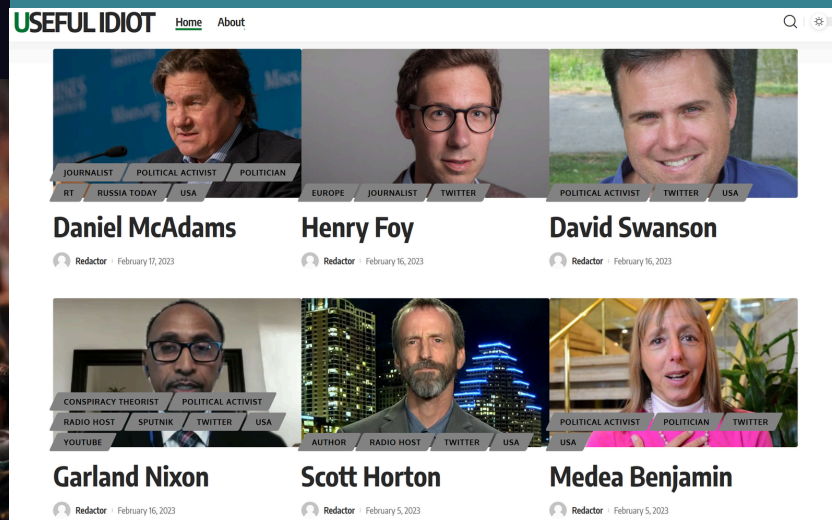 USEFUL IDIOT
Home About
JOURNALIST POLITICAL ACTIVIST POLITICIAN
RT RUSSIA TODAY USA
EUROPE JOURNALIST TWITTER
POLITICAL ACTIVIST TWITTER USA
Daniel McAdams
Henry Foy
David Swanson
Redactor February 17, 2023
Redactor February 16, 2023
Redactor February 16, 2023
CONSPIRACY THEORIST POLITICAL ACTIVIST
RADIO HOST SPUTNIK TWITTER USA
YOUTUBE
AUTHOR RADIO HOST TWITTER USA
POLITICAL ACTIVIST POLITICIAN TWITTER
USA
Garland Nixon
Scott Horton
Medea Benjamin
Redactor February 16, 2023
Redactor February 5, 2023
Redactor February 5, 2023